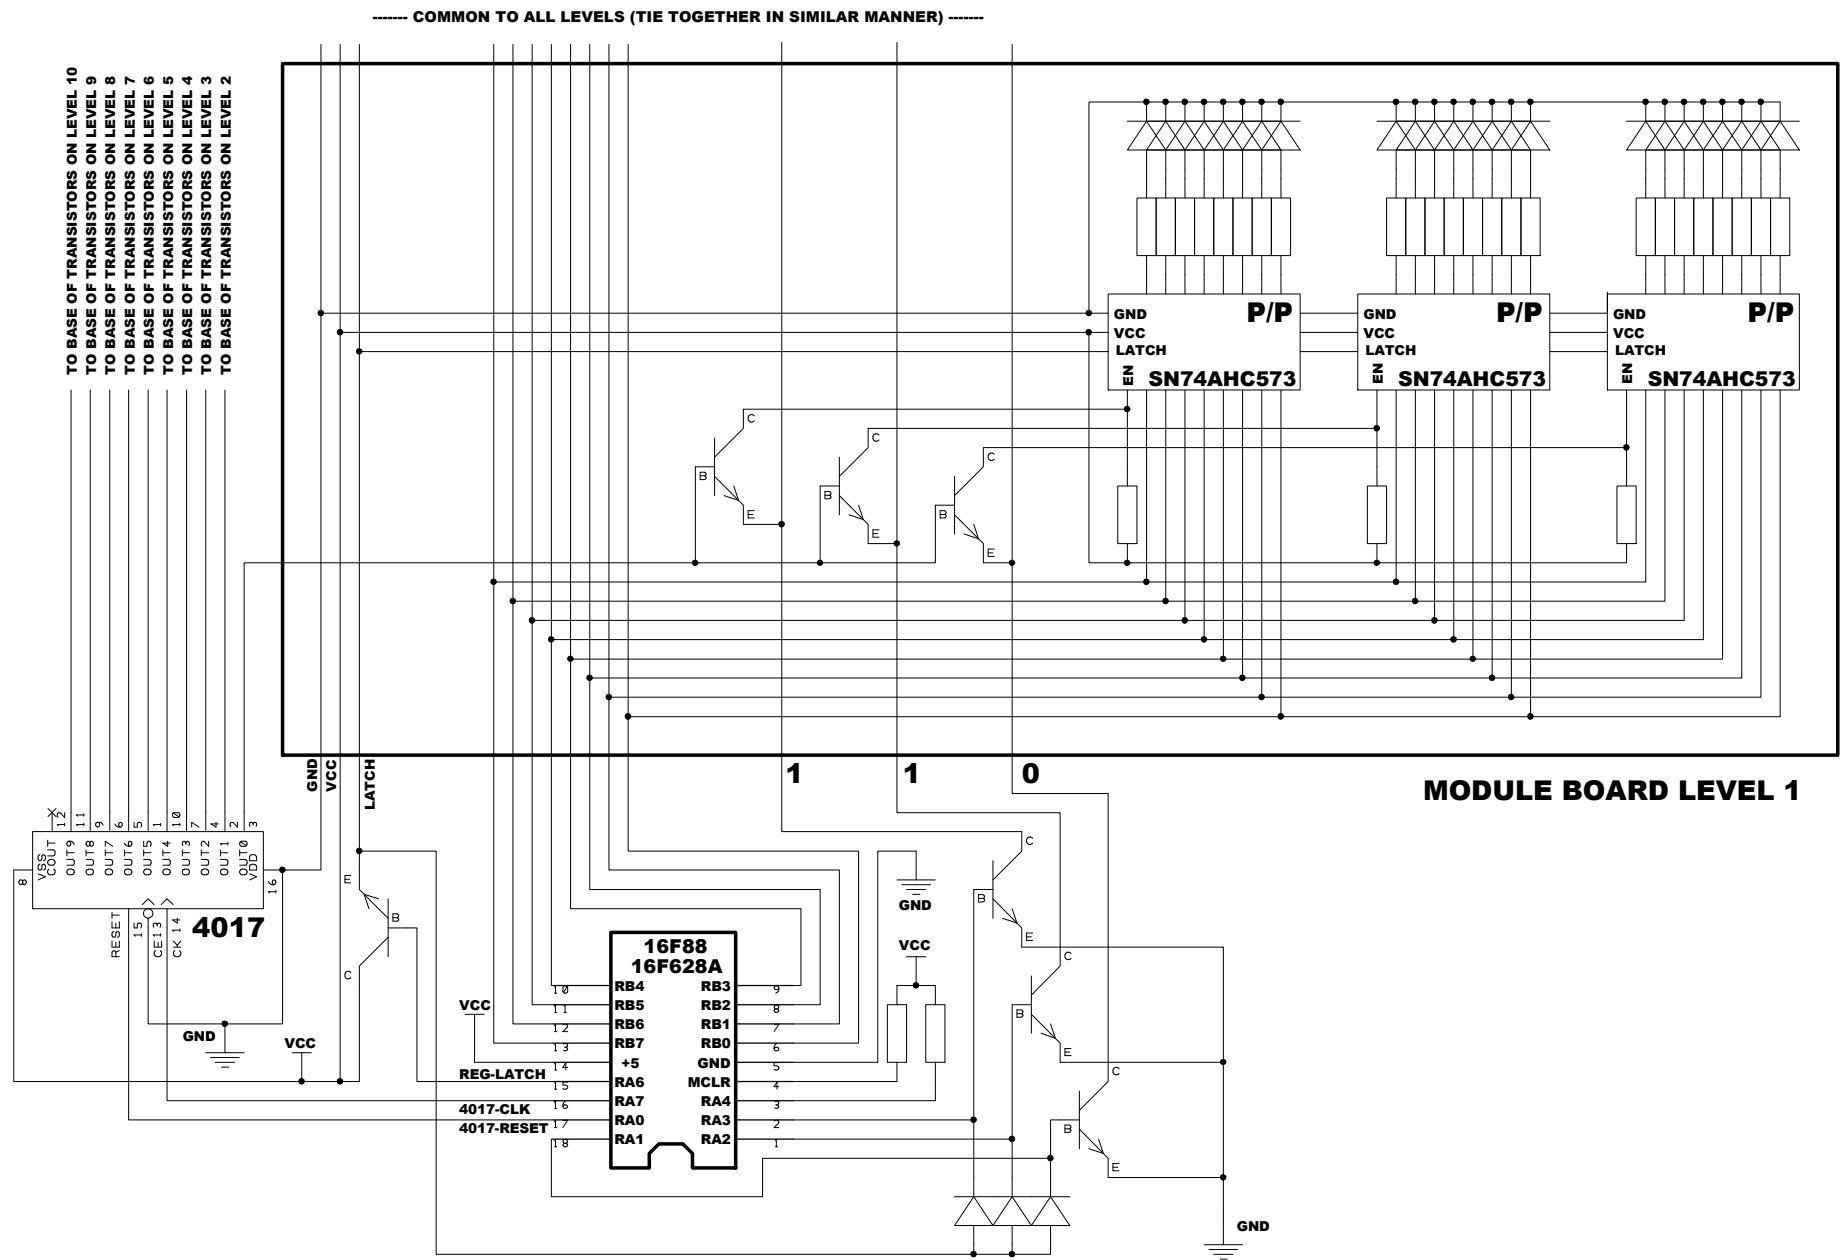 ------- COMMON TO ALL LEVELS (TIE TOGETHER IN SIMILAR MANNER) -------
TO BASE OF TRANSISTORS ON LEVEL 10
TO BASE OF TRANSISTORS ON LEVEL 9
TO BASE OF TRANSISTORS ON LEVEL 8
TO BASE OF TRANSISTORS ON LEVEL 7
TO BASE OF TRANSISTORS ON LEVEL 6
TO BASE OF TRANSISTORS ON LEVEL 5
TO BASE OF TRANSISTORS ON LEVEL 4
TO BASE OF TRANSISTORS ON LEVEL 3
TO BASE OF TRANSISTORS ON LEVEL 2
GND
P/P
VCC
LATCH
EN
SN74AHC573
GND
P/P
VCC
LATCH
EN
SN74AHC573
GND
P/P
VCC
LATCH
EN
SN74AHC573
C
B
E
C
B
E
C
B
E
GND
VCC
LATCH
1
1
0
MODULE BOARD LEVEL 1
12
11
9
6
5
1
10
7
4
2
3
8
VSS
COUT
OUT9
OUT8
OUT7
OUT6
OUT5
OUT4
OUT3
OUT2
OUT1
OUT0
VDD
16
RESET
15
CE13
CK 14
4017
GND
VCC
E
B
C
GND
VCC
VCC
16F88
16F628A
10 RB4 RB3 9
11 RB5 RB2 8
12 RB6 RB1 7
13 RB7 RB0 6
14 +5 GND 5
REG-LATCH
15 RA6 MCLR 4
16 RA7 RA4 3
4017-CLK
17 RA0 RA3 2
4017-RESET
18 RA1 RA2 1
C
B
E
C
B
E
C
B
E
GND